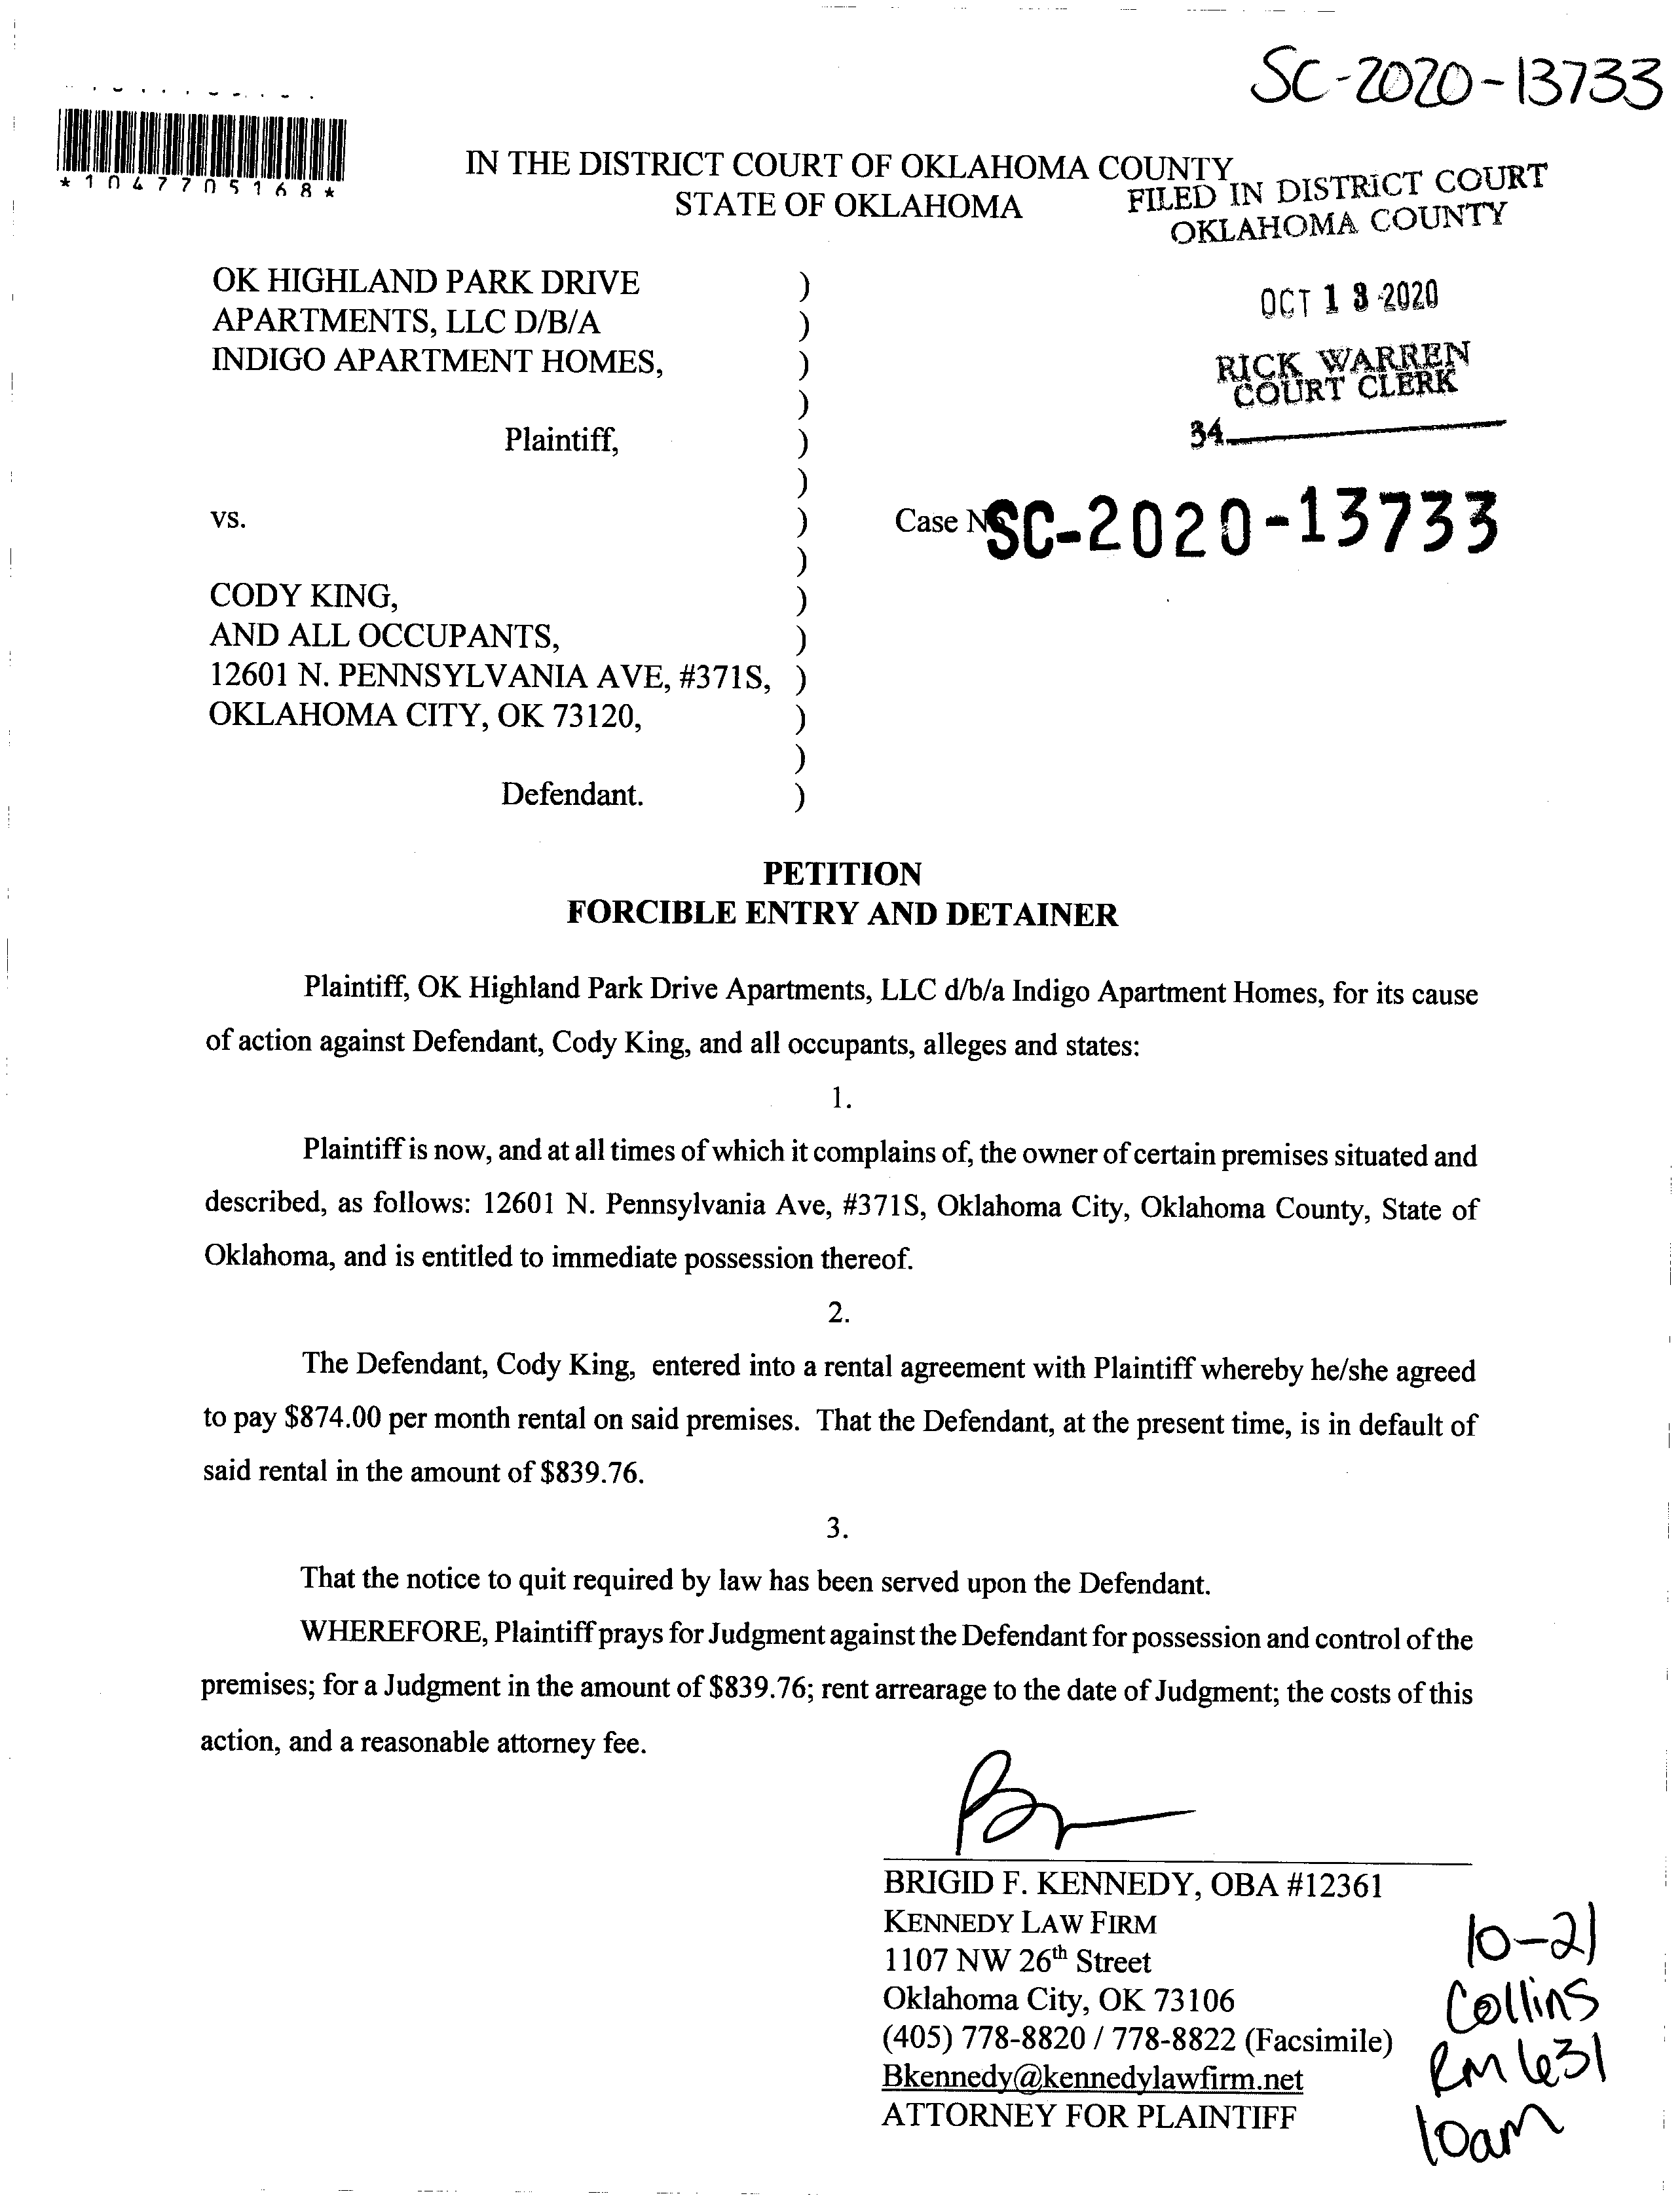 SC-2020-13733
*1047705168*
IN THE DISTRICT COURT OF OKLAHOMA COUNTY
STATE OF OKLAHOMA
FILED IN DISTRICT COURT
OKLAHOMA COUNTY
OCT 13 2020
RICK WARREN
COURT CLERK
34
OK HIGHLAND PARK DRIVE )
APARTMENTS, LLC D/B/A )
INDIGO APARTMENT HOMES, )
)
Plaintiff, )
)
vs. ) Case No SC-2020-13733
)
CODY KING, )
AND ALL OCCUPANTS, )
12601 N. PENNSYLVANIA AVE, #371S, )
OKLAHOMA CITY, OK 73120, )
)
Defendant. )
PETITION
FORCIBLE ENTRY AND DETAINER
Plaintiff, OK Highland Park Drive Apartments, LLC d/b/a Indigo Apartment Homes, for its cause
of action against Defendant, Cody King, and all occupants, alleges and states:
1.
Plaintiff is now, and at all times of which it complains of, the owner of certain premises situated and
described, as follows: 12601 N. Pennsylvania Ave, #371S, Oklahoma City, Oklahoma County, State of
Oklahoma, and is entitled to immediate possession thereof.
2.
The Defendant, Cody King, entered into a rental agreement with Plaintiff whereby he/she agreed
to pay $874.00 per month rental on said premises. That the Defendant, at the present time, is in default of
said rental in the amount of $839.76.
3.
That the notice to quit required by law has been served upon the Defendant.
WHEREFORE, Plaintiff prays for Judgment against the Defendant for possession and control of the
premises; for a Judgment in the amount of $839.76; rent arrearage to the date of Judgment; the costs of this
action, and a reasonable attorney fee.
BRIGID F. KENNEDY, OBA #12361
KENNEDY LAW FIRM
1107 NW 26th Street
Oklahoma City, OK 73106
(405) 778-8820 / 778-8822 (Facsimile)
Bkennedy@kennedylawfirm.net
ATTORNEY FOR PLAINTIFF
10-21
Collins
Rm 631
10am